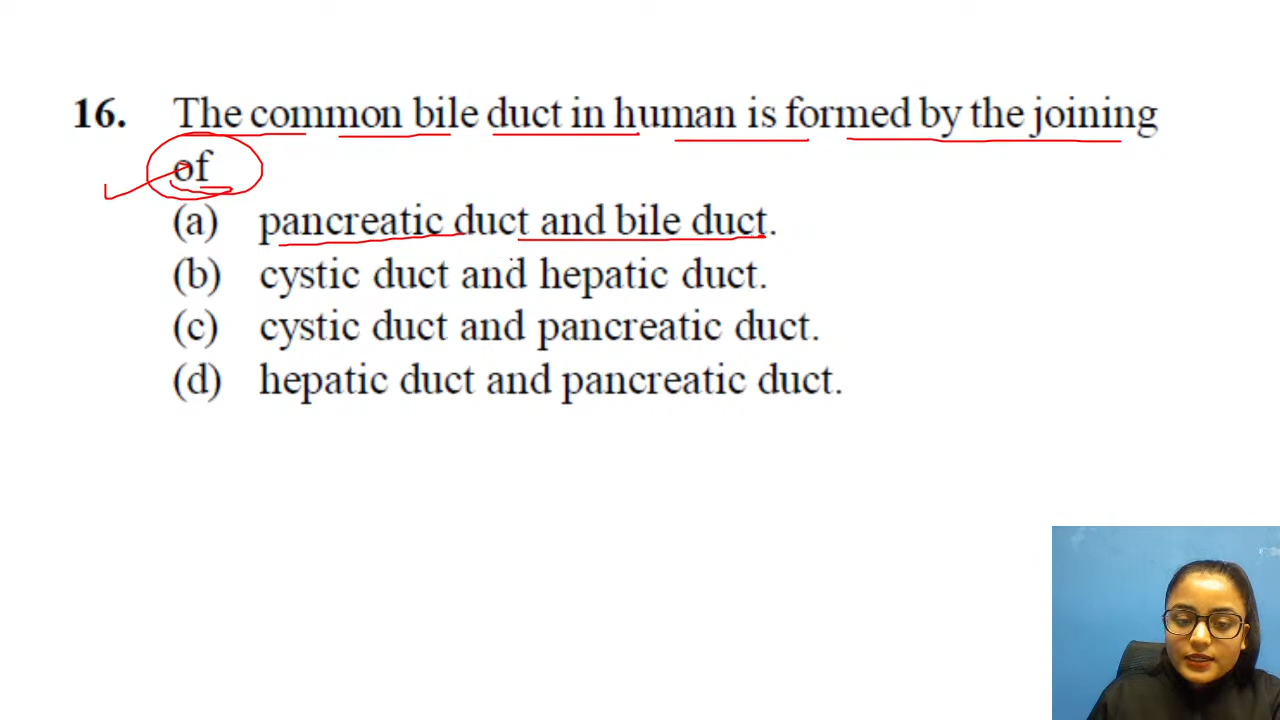 16. The common bile duct in human is formed by the joining
of
(a) pancreatic duct and bile duct.
(b) cystic duct and hepatic duct.
(c) cystic duct and pancreatic duct.
(d) hepatic duct and pancreatic duct.